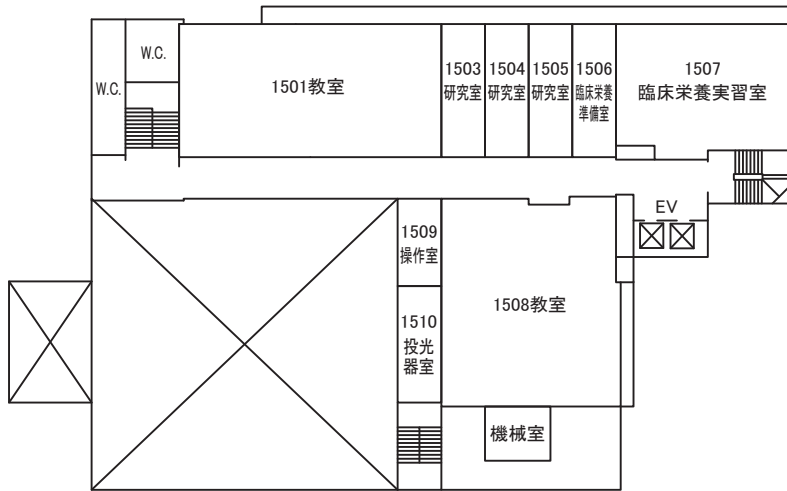 W.C.
W.C.
1501教室
1503
研究室
1504
研究室
1505
研究室
1506
臨床栄養
準備室
1507
臨床栄養実習室
EV
1509
操作室
1508教室
1510
投光
器室
機械室